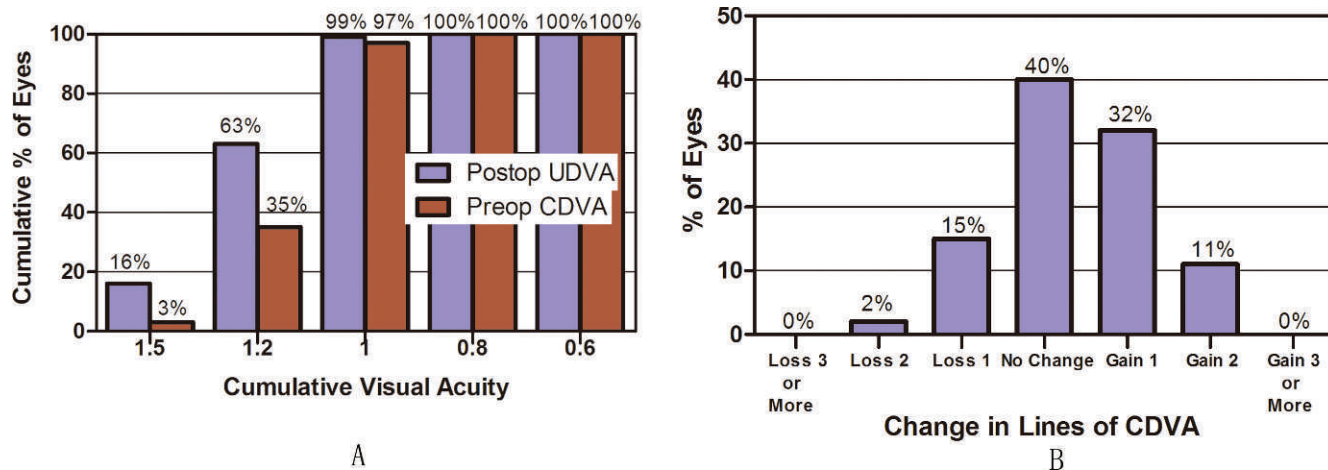 99% 97% 100% 100% 100% 100%
100
80
63%
60
Postop UDVA
Preop CDVA
40
35%
20
16%
3%
0
1.5 1.2 1 0.8 0.6
Cumulative % of Eyes
Cumulative Visual Acuity
A
B
50
40%
40
32%
30
20
15%
11%
10
2%
0% 0%
0
Loss 3 or More
Loss 2
Loss 1
No Change
Gain 1
Gain 2
Gain 3 or More
% of Eyes
Change in Lines of CDVA
B